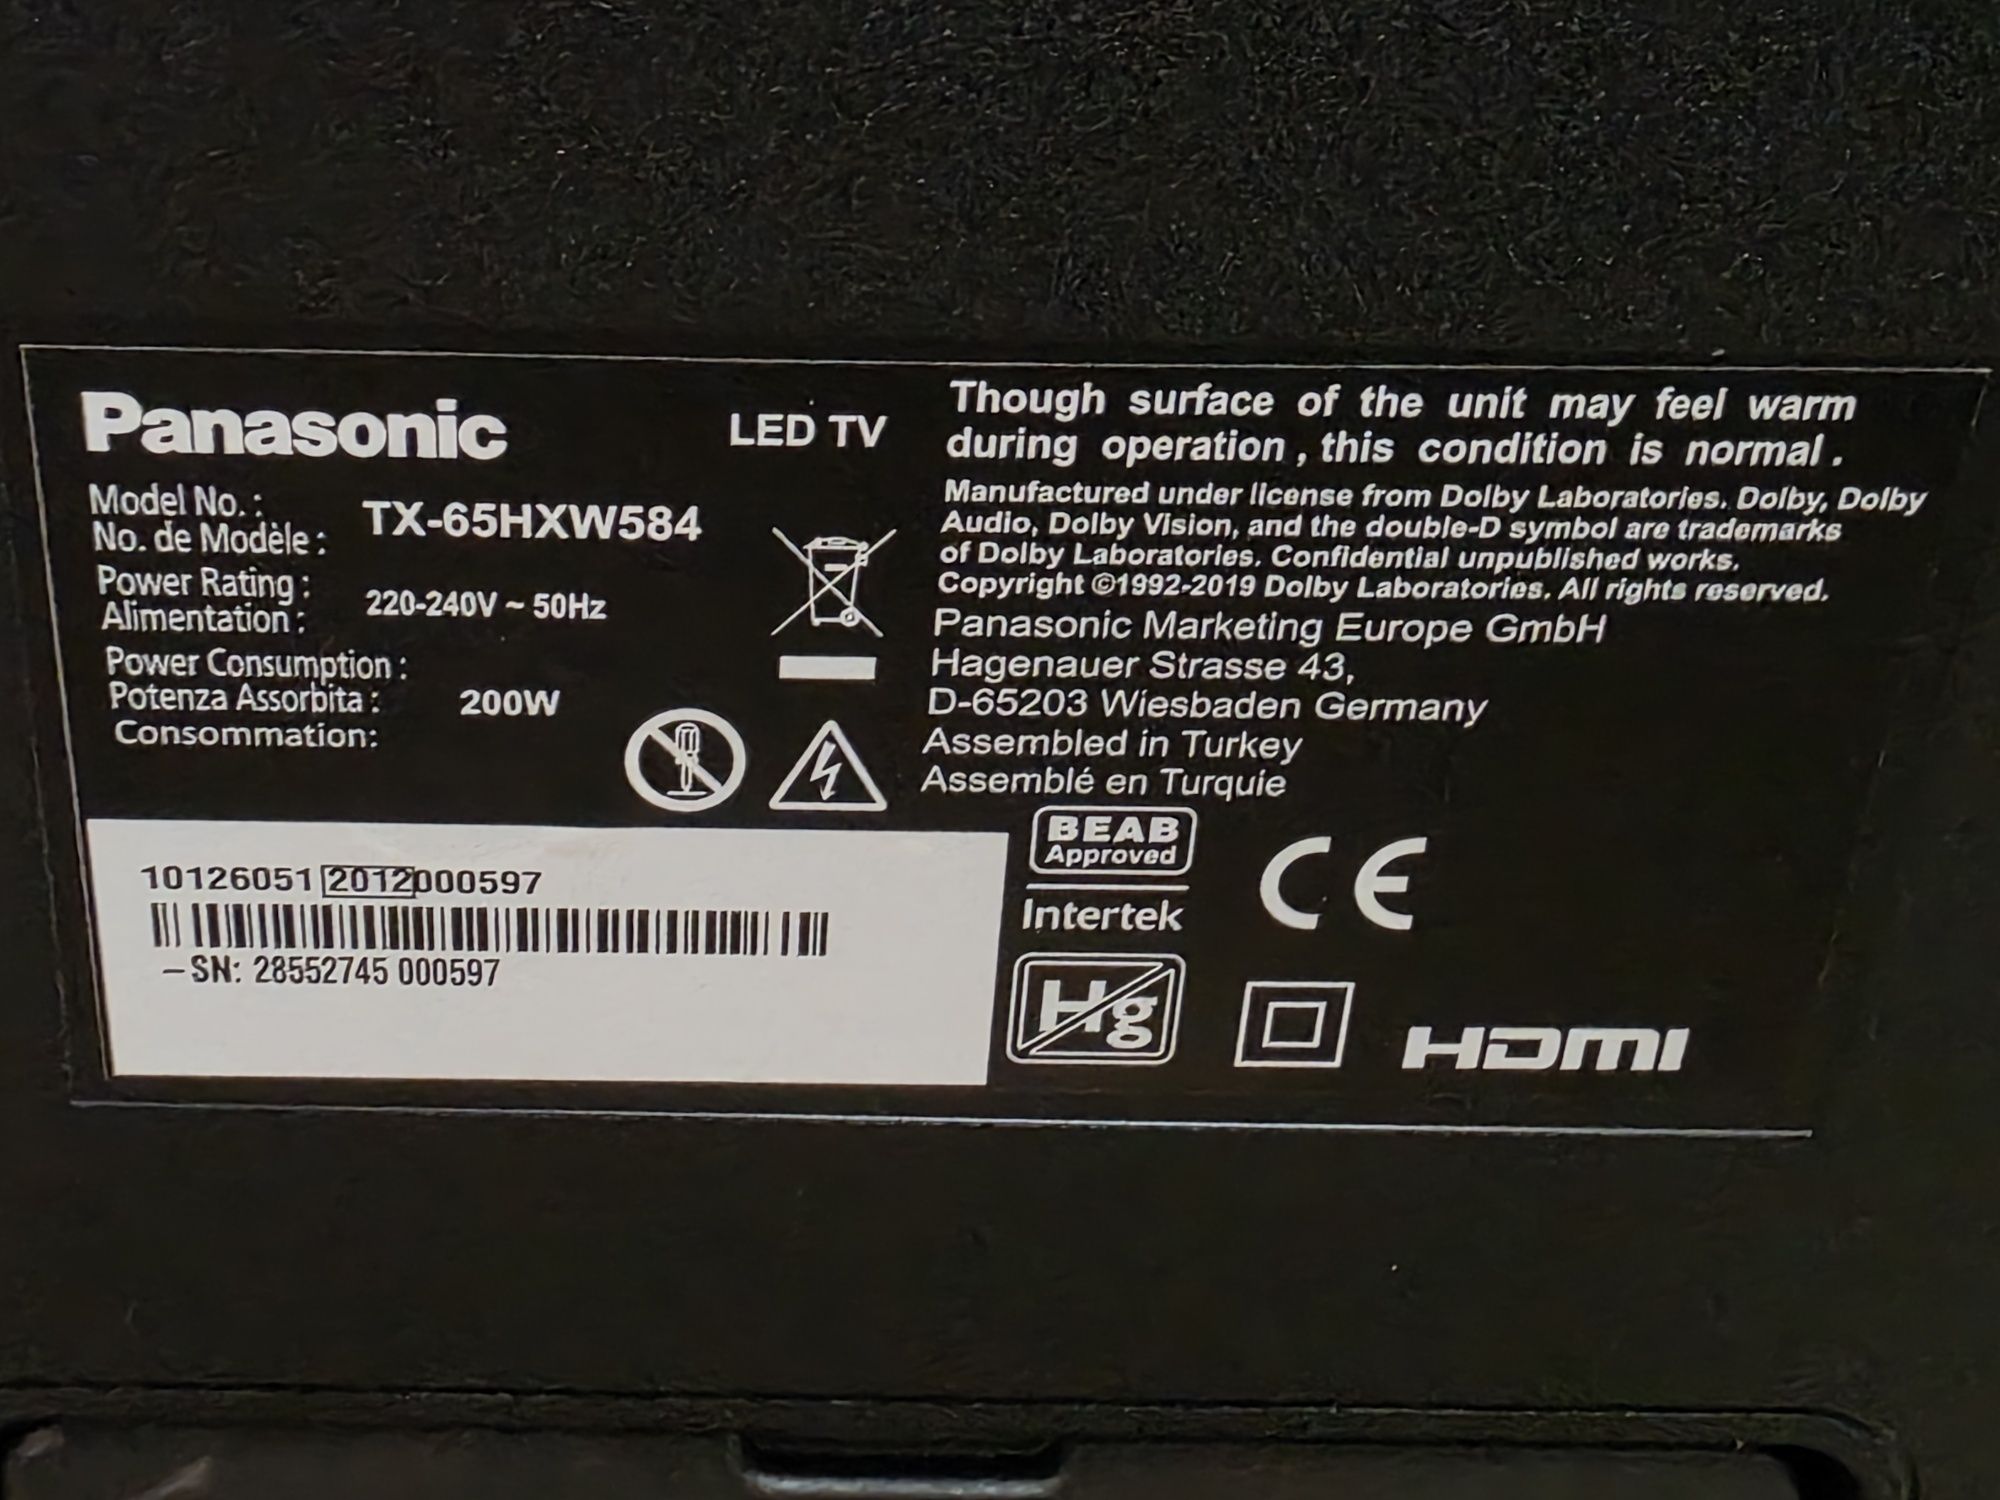 Panasonic
LED TV
Model No. :
No. de Modèle :
TX-65HXW584
Power Rating :
Alimentation :
220-240V ~ 50Hz
Power Consumption :
Potenza Assorbita :
Consommation:
200W
Though surface of the unit may feel warm
during operation , this condition is normal .
Manufactured under license from Dolby Laboratories. Dolby, Dolby
Audio, Dolby Vision, and the double-D symbol are trademarks
of Dolby Laboratories. Confidential unpublished works.
Copyright ©1992-2019 Dolby Laboratories. All rights reserved.
Panasonic Marketing Europe GmbH
Hagenauer Strasse 43,
D-65203 Wiesbaden Germany
Assembled in Turkey
Assemblé en Turquie
10126051 2012000597
–SN: 28552745 000597
BEAB
Approved
Intertek
CE
Hg
HDMI